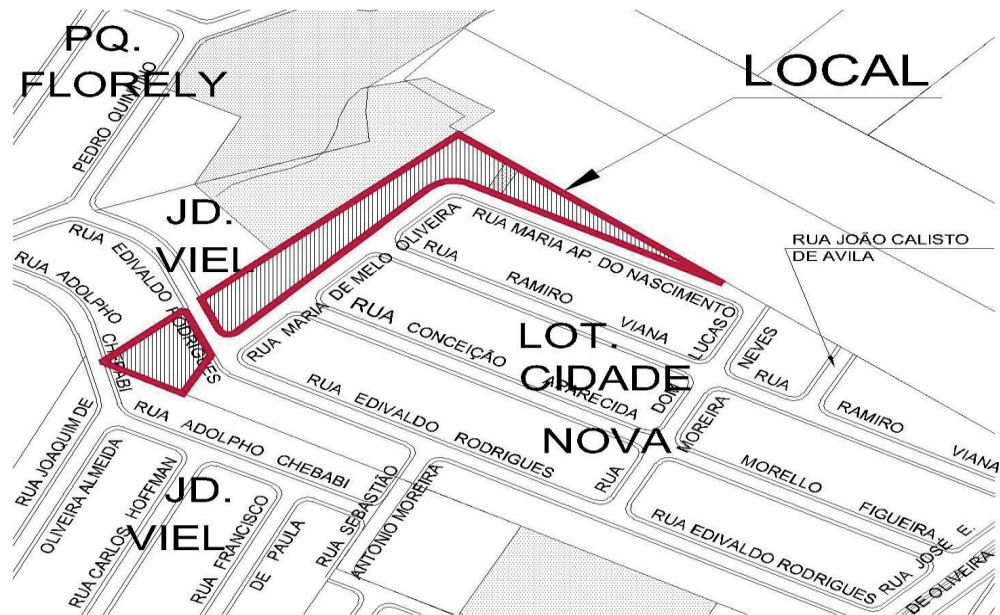 PQ.
FLORELY
PEDRO QUINTINO
LOCAL
JD.
VIEL
RUA EDIVALDO RODRIGUES
RUA ADOLPHO CHEBABI
RUA MARIA DE MELO OLIVEIRA
RUA MARIA AP. DO NASCIMENTO
RUA JOÃO CALISTO
DE AVILA
RUA RAMIRO VIANA
LOT.
CIDADE
NOVA
RUA CONCEIÇÃO APARECIDA
RUA MOREIRA DOM LUCAS NEVES
RUA RAMIRO VIANA
RUA EDIVALDO RODRIGUES
MORELLO FIGUEIRA
RUA ADOLPHO CHEBABI
RUA EDIVALDO RODRIGUES
RUA JOSÉ E.
DE OLIVEIRA
RUA JOAQUIM DE
OLIVEIRA ALMEIDA
RUA CARLOS HOFFMAN
JD.
VIEL
RUA FRANCISCO
DE PAULA
RUA SEBASTIÃO
ANTONIO MOREIRA